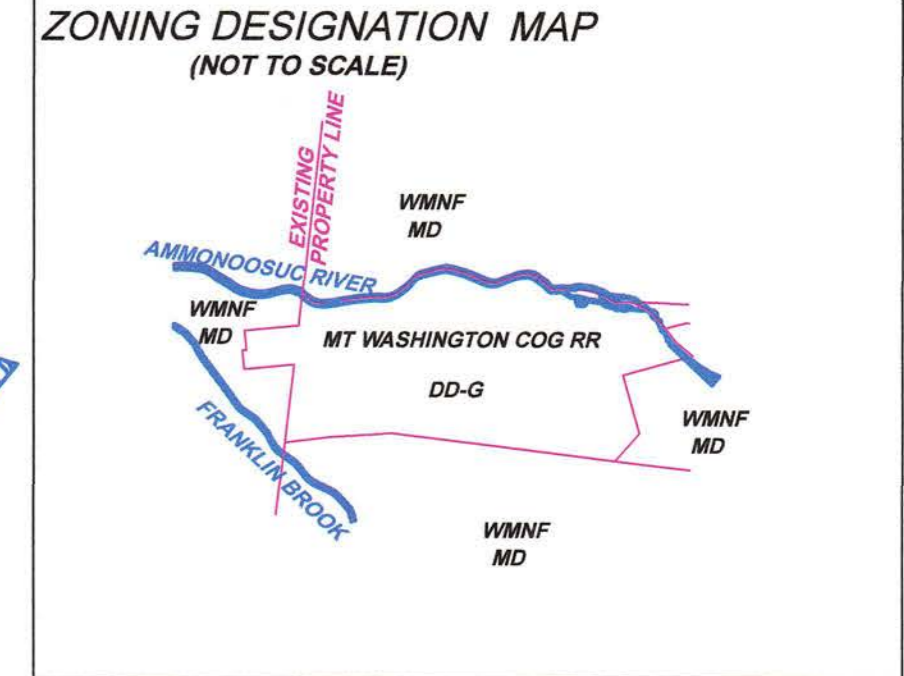 ZONING DESIGNATION MAP
(NOT TO SCALE)
EXISTING
PROPERTY LINE
WMNF
MD
AMMONOOSUC RIVER
WMNF
MD
MT WASHINGTON COG RR
DD-G
WMNF
MD
FRANKLIN BROOK
WMNF
MD